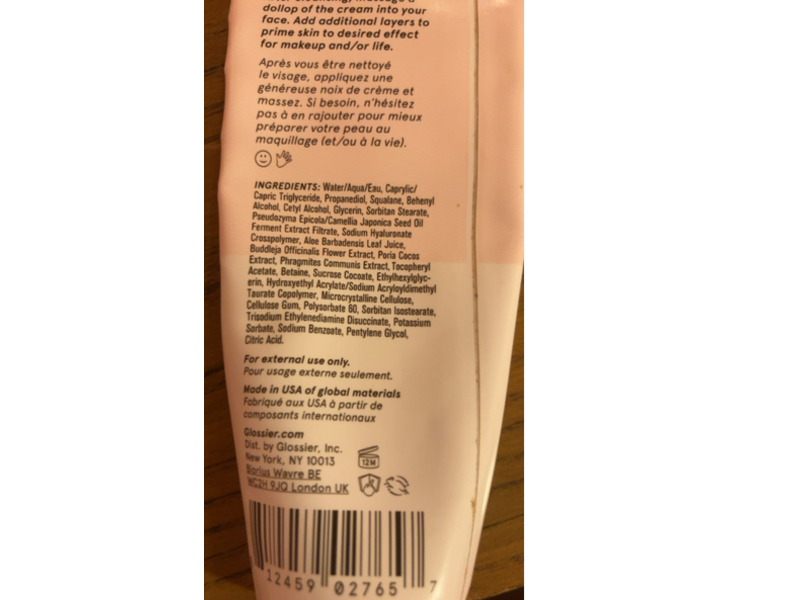 dollop of the cream into your
face. Add additional layers to
prime skin to desired effect
for makeup and/or life.
Après vous être nettoyé
le visage, appliquez une
généreuse noix de crème et
massez. Si besoin, n'hésitez
pas à en rajouter pour mieux
préparer votre peau au
maquillage (et/ou à la vie).
INGREDIENTS: Water/Aqua/Eau, Caprylic/
Capric Triglyceride, Propanediol, Squalane, Behenyl
Alcohol, Cetyl Alcohol, Glycerin, Sorbitan Stearate,
Pseudozyma Epicola/Camellia Japonica Seed Oil
Ferment Extract Filtrate, Sodium Hyaluronate
Crosspolymer, Aloe Barbadensis Leaf Juice,
Buddleja Officinalis Flower Extract, Poria Cocos
Extract, Phragmites Communis Extract, Tocopheryl
Acetate, Betaine, Sucrose Cocoate, Ethylhexylglyc-
erin, Hydroxyethyl Acrylate/Sodium Acryloyldimethyl
Taurate Copolymer, Microcrystalline Cellulose,
Cellulose Gum, Polysorbate 60, Sorbitan Isostearate,
Trisodium Ethylenediamine Disuccinate, Potassium
Sorbate, Sodium Benzoate, Pentylene Glycol,
Citric Acid.
For external use only.
Pour usage externe seulement.
Made in USA of global materials
Fabriqué aux USA à partir de
composants internationaux
Glossier.com
Dist. by Glossier, Inc.
New York, NY 10013
Borius Wavre BE
WC2H 9JQ London UK
12M
12459 02765 7